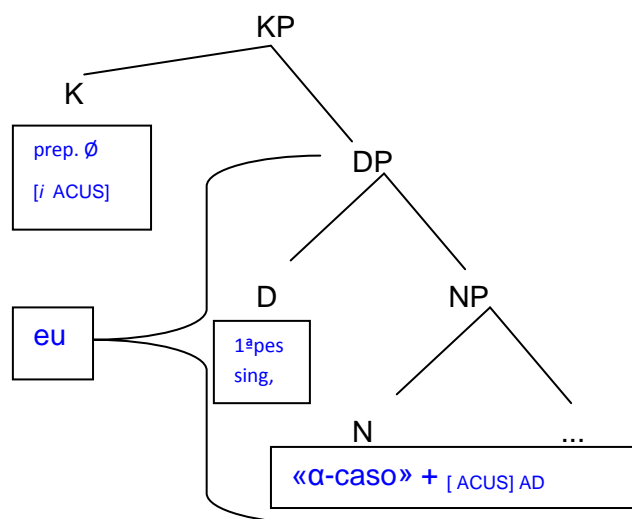 KP
K
prep. Ø
[i ACUS]
DP
D
NP
eu
1ªpes
sing,
N
...
«α-caso» + [ ACUS] AD